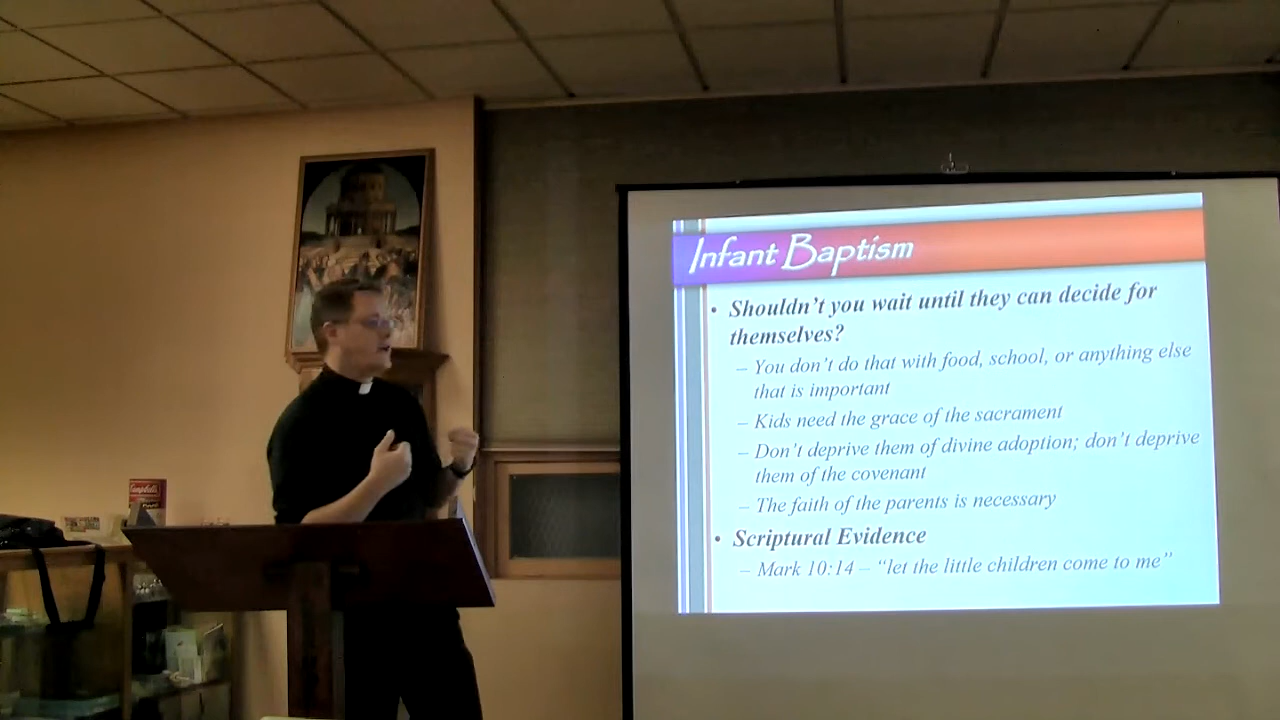 Infant Baptism
• Shouldn't you wait until they can decide for
themselves?
– You don't do that with food, school, or anything else
that is important
– Kids need the grace of the sacrament
– Don't deprive them of divine adoption; don't deprive
them of the covenant
– The faith of the parents is necessary
• Scriptural Evidence
– Mark 10:14 – “let the little children come to me”
Campbell's